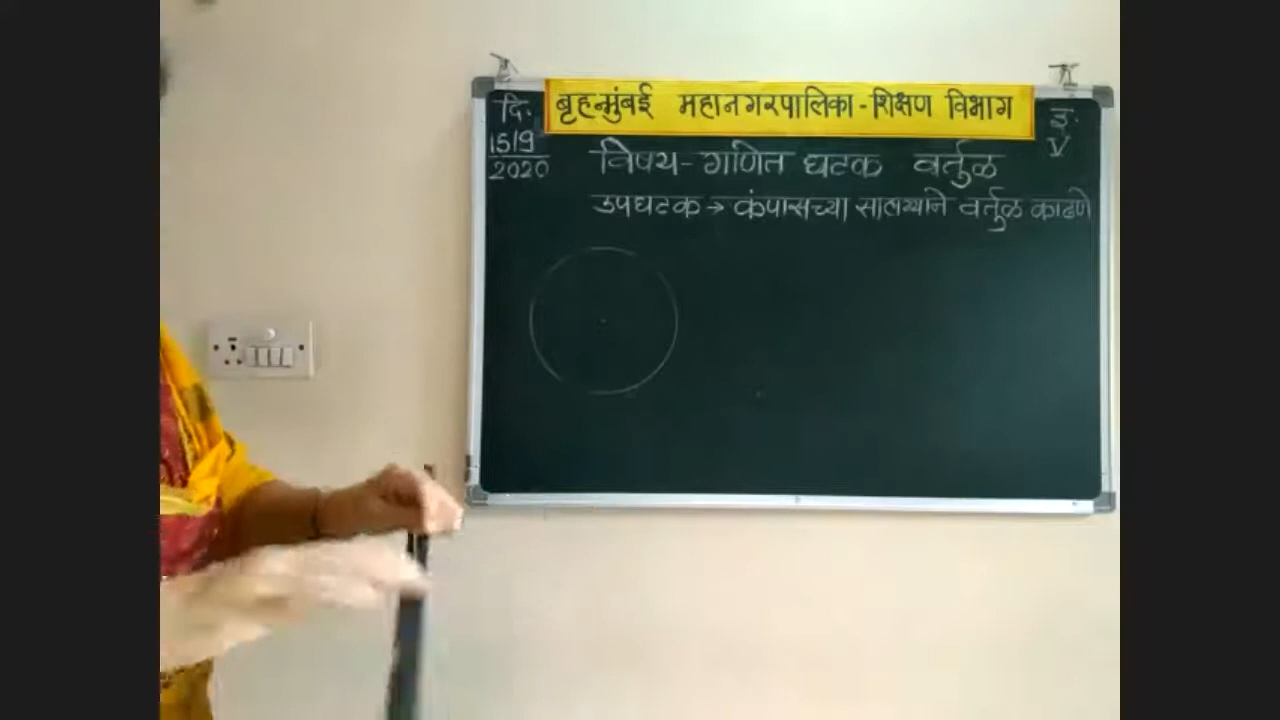 बृहन्मुंबई महानगरपालिका-शिक्षण विभाग
दि:
15/9
2020
इ:
V
विषय-गणित घटक वर्तुळ
उपघटक → कंपासच्या साहाय्याने वर्तुळ काढणे